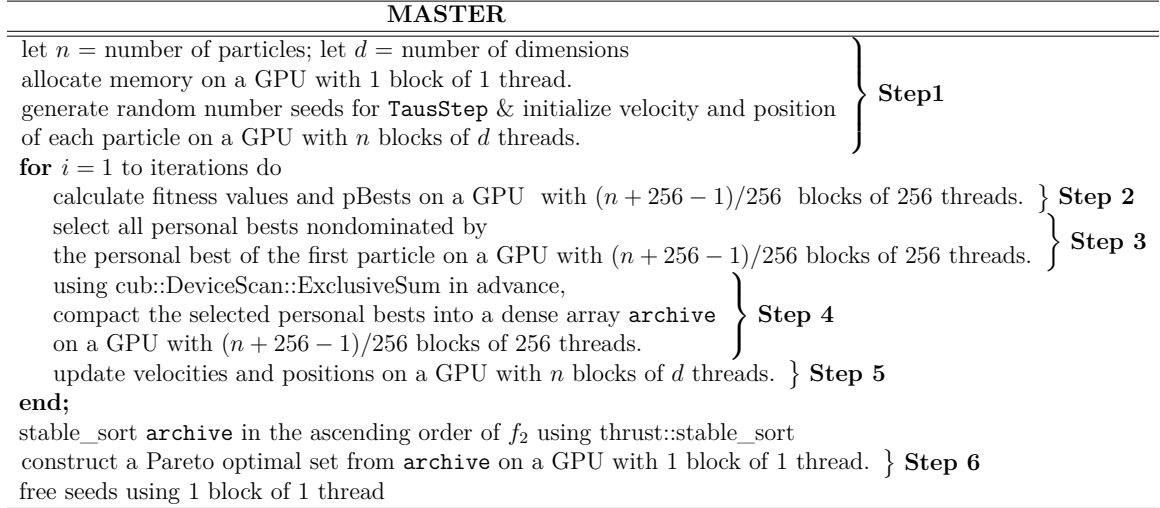 MASTER
let n = number of particles; let d = number of dimensions
allocate memory on a GPU with 1 block of 1 thread.
generate random number seeds for TausStep & initialize velocity and position
of each particle on a GPU with n blocks of d threads.
} Step1
for i = 1 to iterations do
calculate fitness values and pBests on a GPU with (n + 256 − 1)/256 blocks of 256 threads. } Step 2
select all personal bests nondominated by
the personal best of the first particle on a GPU with (n + 256 − 1)/256 blocks of 256 threads.
} Step 3
using cub::DeviceScan::ExclusiveSum in advance,
compact the selected personal bests into a dense array archive
on a GPU with (n + 256 − 1)/256 blocks of 256 threads.
} Step 4
update velocities and positions on a GPU with n blocks of d threads. } Step 5
end;
stable_sort archive in the ascending order of f₂ using thrust::stable_sort
construct a Pareto optimal set from archive on a GPU with 1 block of 1 thread. } Step 6
free seeds using 1 block of 1 thread